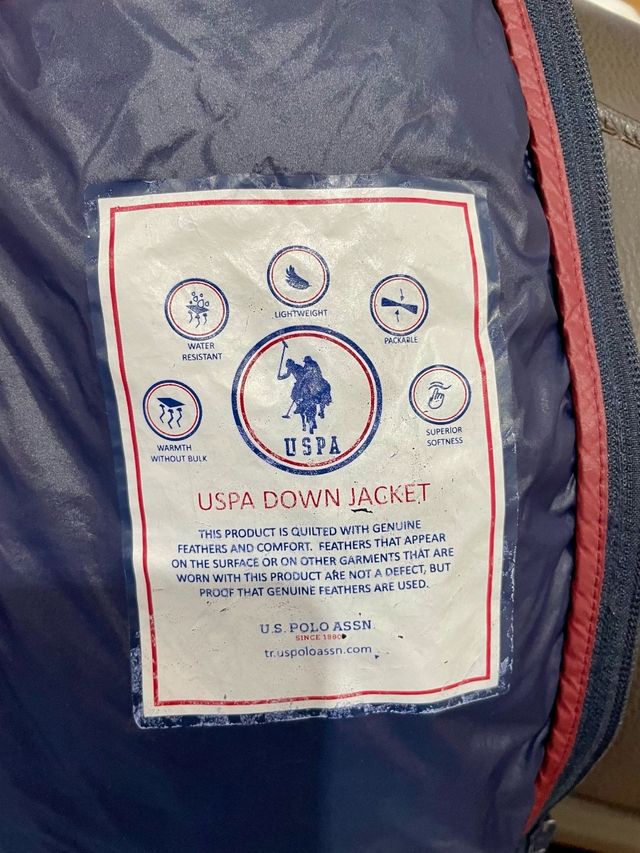 LIGHTWEIGHT
WATER
RESISTANT
PACKABLE
WARMTH
WITHOUT BULK
SUPERIOR
SOFTNESS
USPA
USPA DOWN JACKET
THIS PRODUCT IS QUILTED WITH GENUINE
FEATHERS AND COMFORT. FEATHERS THAT APPEAR
ON THE SURFACE OR ON OTHER GARMENTS THAT ARE
WORN WITH THIS PRODUCT ARE NOT A DEFECT, BUT
PROOF THAT GENUINE FEATHERS ARE USED.
U.S. POLO ASSN.
SINCE 1890
tr.uspoloassn.com